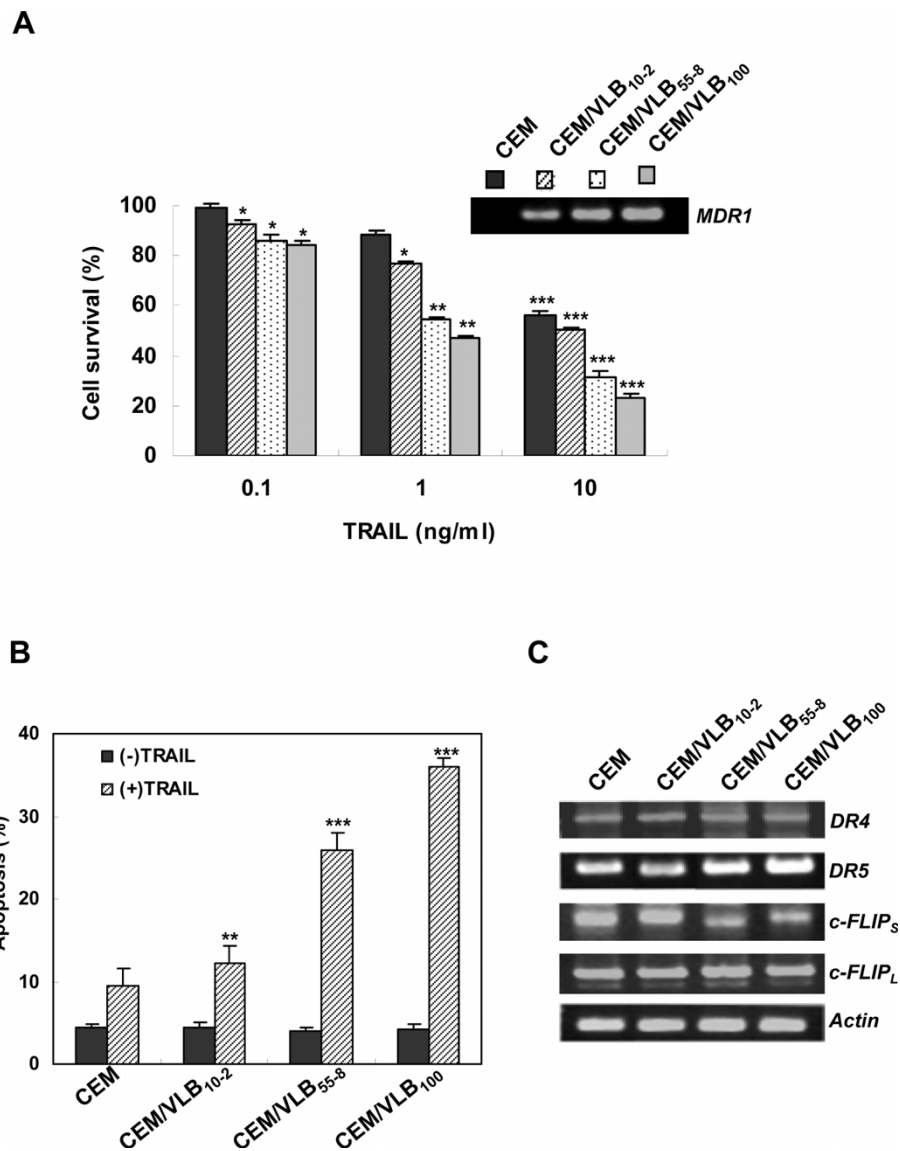 A
CEM
CEM/VLB10-2
CEM/VLB55-8
CEM/VLB100
MDR1
100
80
60
40
20
0
Cell survival (%)
*
*
*
*
**
**
***
***
***
***
0.1
1
10
TRAIL (ng/ml)
B
40
30
20
10
0
(-)TRAIL
(+)TRAIL
**
***
***
CEM
CEM/VLB10-2
CEM/VLB55-8
CEM/VLB100
Apoptosis (%)
C
CEM
CEM/VLB10-2
CEM/VLB55-8
CEM/VLB100
DR4
DR5
c-FLIPS
c-FLIPL
Actin